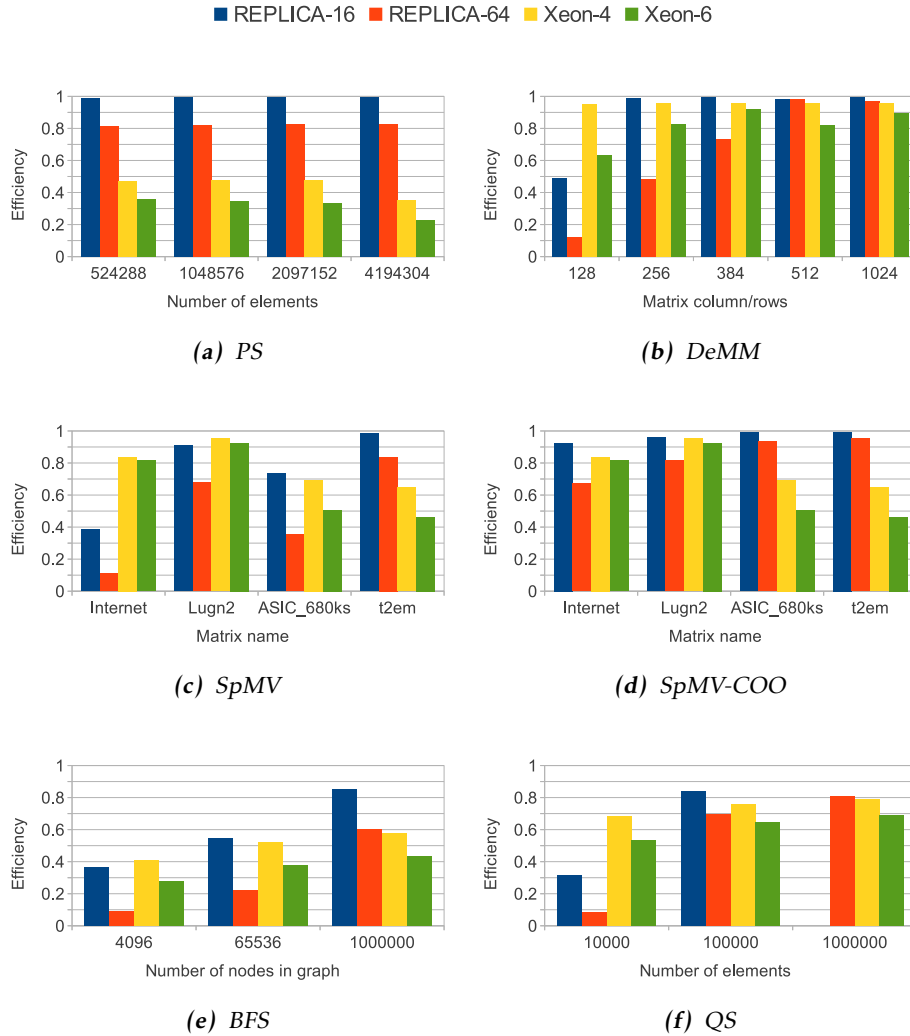 REPLICA-16 REPLICA-64 Xeon-4 Xeon-6
1
0.8
0.6
0.4
0.2
0
Efficiency
524288 1048576 2097152 4194304
Number of elements
(a) PS
1
0.8
0.6
0.4
0.2
0
Efficiency
128 256 384 512 1024
Matrix column/rows
(b) DeMM
1
0.8
0.6
0.4
0.2
0
Efficiency
Internet Lugn2 ASIC_680ks t2em
Matrix name
(c) SpMV
1
0.8
0.6
0.4
0.2
0
Efficiency
Internet Lugn2 ASIC_680ks t2em
Matrix name
(d) SpMV-COO
1
0.8
0.6
0.4
0.2
0
Efficiency
4096 65536 1000000
Number of nodes in graph
(e) BFS
1
0.8
0.6
0.4
0.2
0
Efficiency
10000 100000 1000000
Number of elements
(f) QS